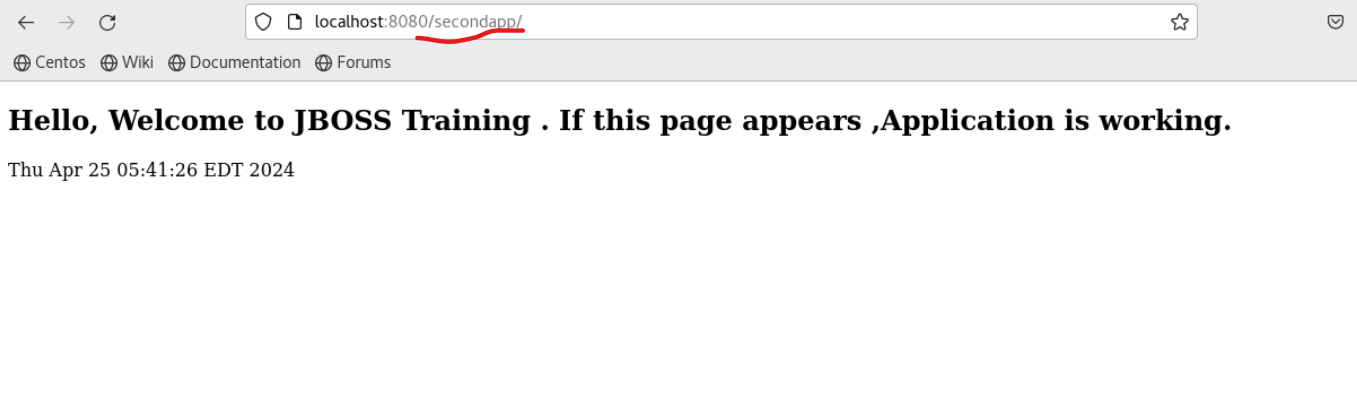 localhost:8080/secondapp/
Centos Wiki Documentation Forums
Hello, Welcome to JBOSS Training . If this page appears ,Application is working.
Thu Apr 25 05:41:26 EDT 2024